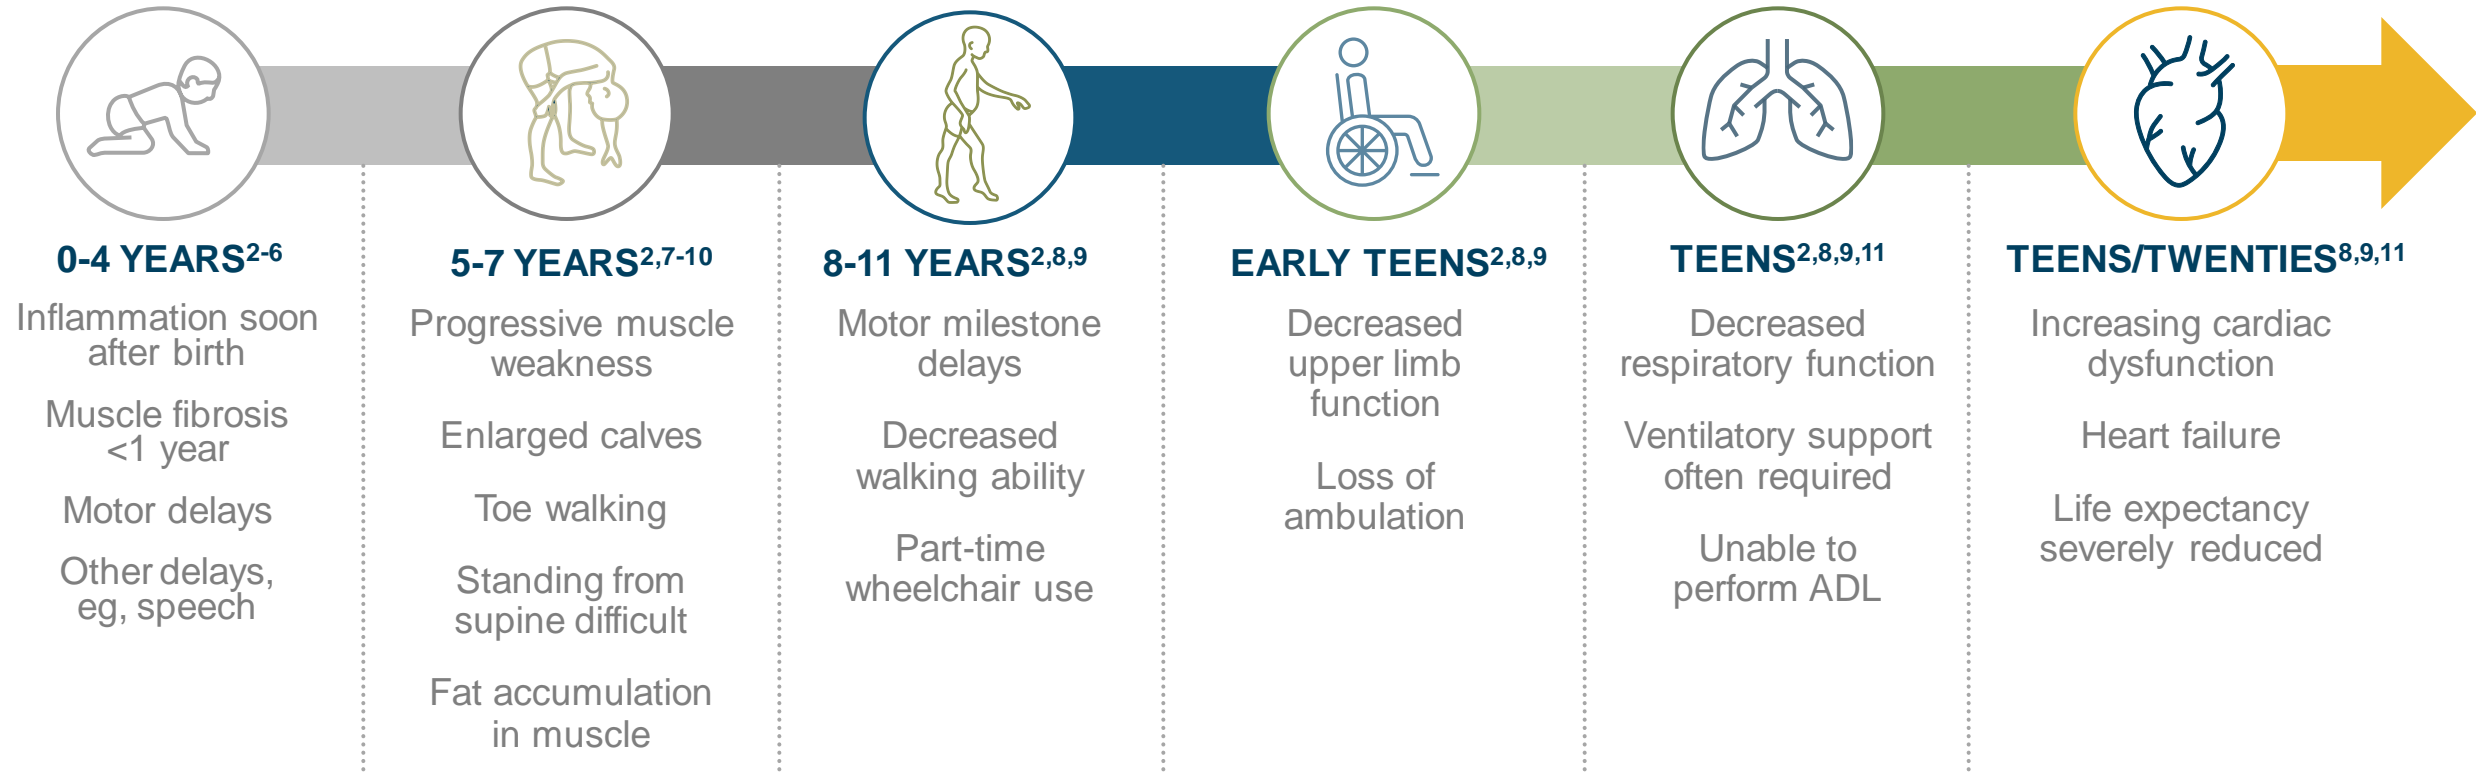 0-4 YEARS2-6
Inflammation soon
after birth
Muscle fibrosis
<1 year
Motor delays
Other delays,
eg, speech
5-7 YEARS2,7-10
Progressive muscle
weakness
Enlarged calves
Toe walking
Standing from
supine difficult
Fat accumulation
in muscle
8-11 YEARS2,8,9
Motor milestone
delays
Decreased
walking ability
Part-time
wheelchair use
EARLY TEENS2,8,9
Decreased
upper limb
function
Loss of
ambulation
TEENS2,8,9,11
Decreased
respiratory function
Ventilatory support
often required
Unable to
perform ADL
TEENS/TWENTIES8,9,11
Increasing cardiac
dysfunction
Heart failure
Life expectancy
severely reduced